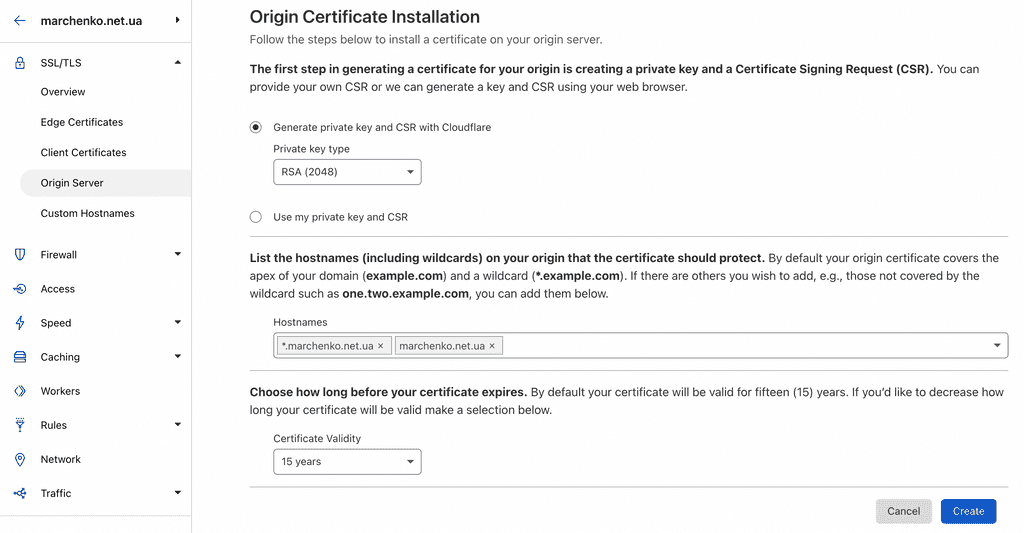 marchenko.net.ua
SSL/TLS
Overview
Edge Certificates
Client Certificates
Origin Server
Custom Hostnames
Firewall
Access
Speed
Caching
Workers
Rules
Network
Traffic
Origin Certificate Installation
Follow the steps below to install a certificate on your origin server.
The first step in generating a certificate for your origin is creating a private key and a Certificate Signing Request (CSR). You can
provide your own CSR or we can generate a key and CSR using your web browser.
Generate private key and CSR with Cloudflare
Private key type
RSA (2048)
Use my private key and CSR
List the hostnames (including wildcards) on your origin that the certificate should protect. By default your origin certificate covers the
apex of your domain (example.com) and a wildcard (*.example.com). If there are others you wish to add, e.g., those not covered by the
wildcard such as one.two.example.com, you can add them below.
Hostnames
*.marchenko.net.ua × marchenko.net.ua ×
Choose how long before your certificate expires. By default your certificate will be valid for fifteen (15) years. If you'd like to decrease how
long your certificate will be valid make a selection below.
Certificate Validity
15 years
Cancel Create